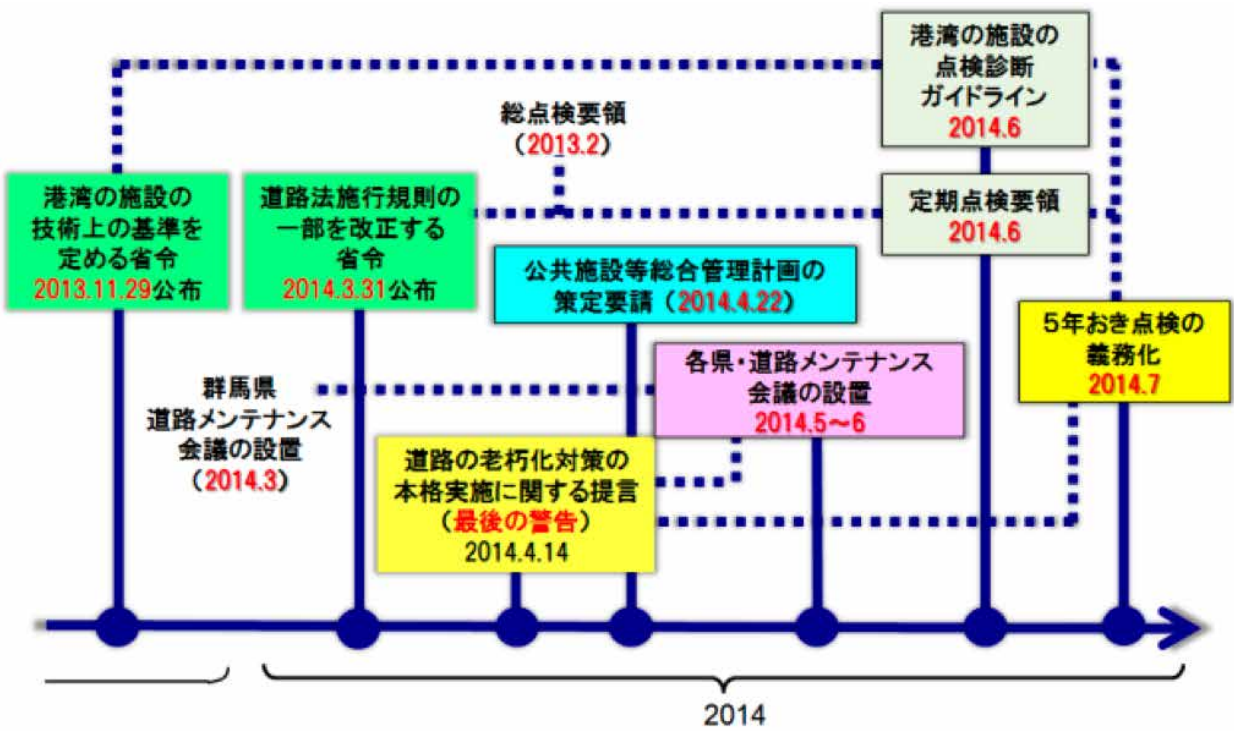 港湾の施設の
点検診断
ガイドライン
2014.6
総点検要領
(2013.2)
港湾の施設の
技術上の基準を
定める省令
2013.11.29公布
道路法施行規則の
一部を改正する
省令
2014.3.31公布
定期点検要領
2014.6
公共施設等総合管理計画の
策定要請(2014.4.22)
5年おき点検の
義務化
2014.7
各県・道路メンテナンス
会議の設置
2014.5~6
群馬県
道路メンテナンス
会議の設置
(2014.3)
道路の老朽化対策の
本格実施に関する提言
(最後の警告)
2014.4.14
2014